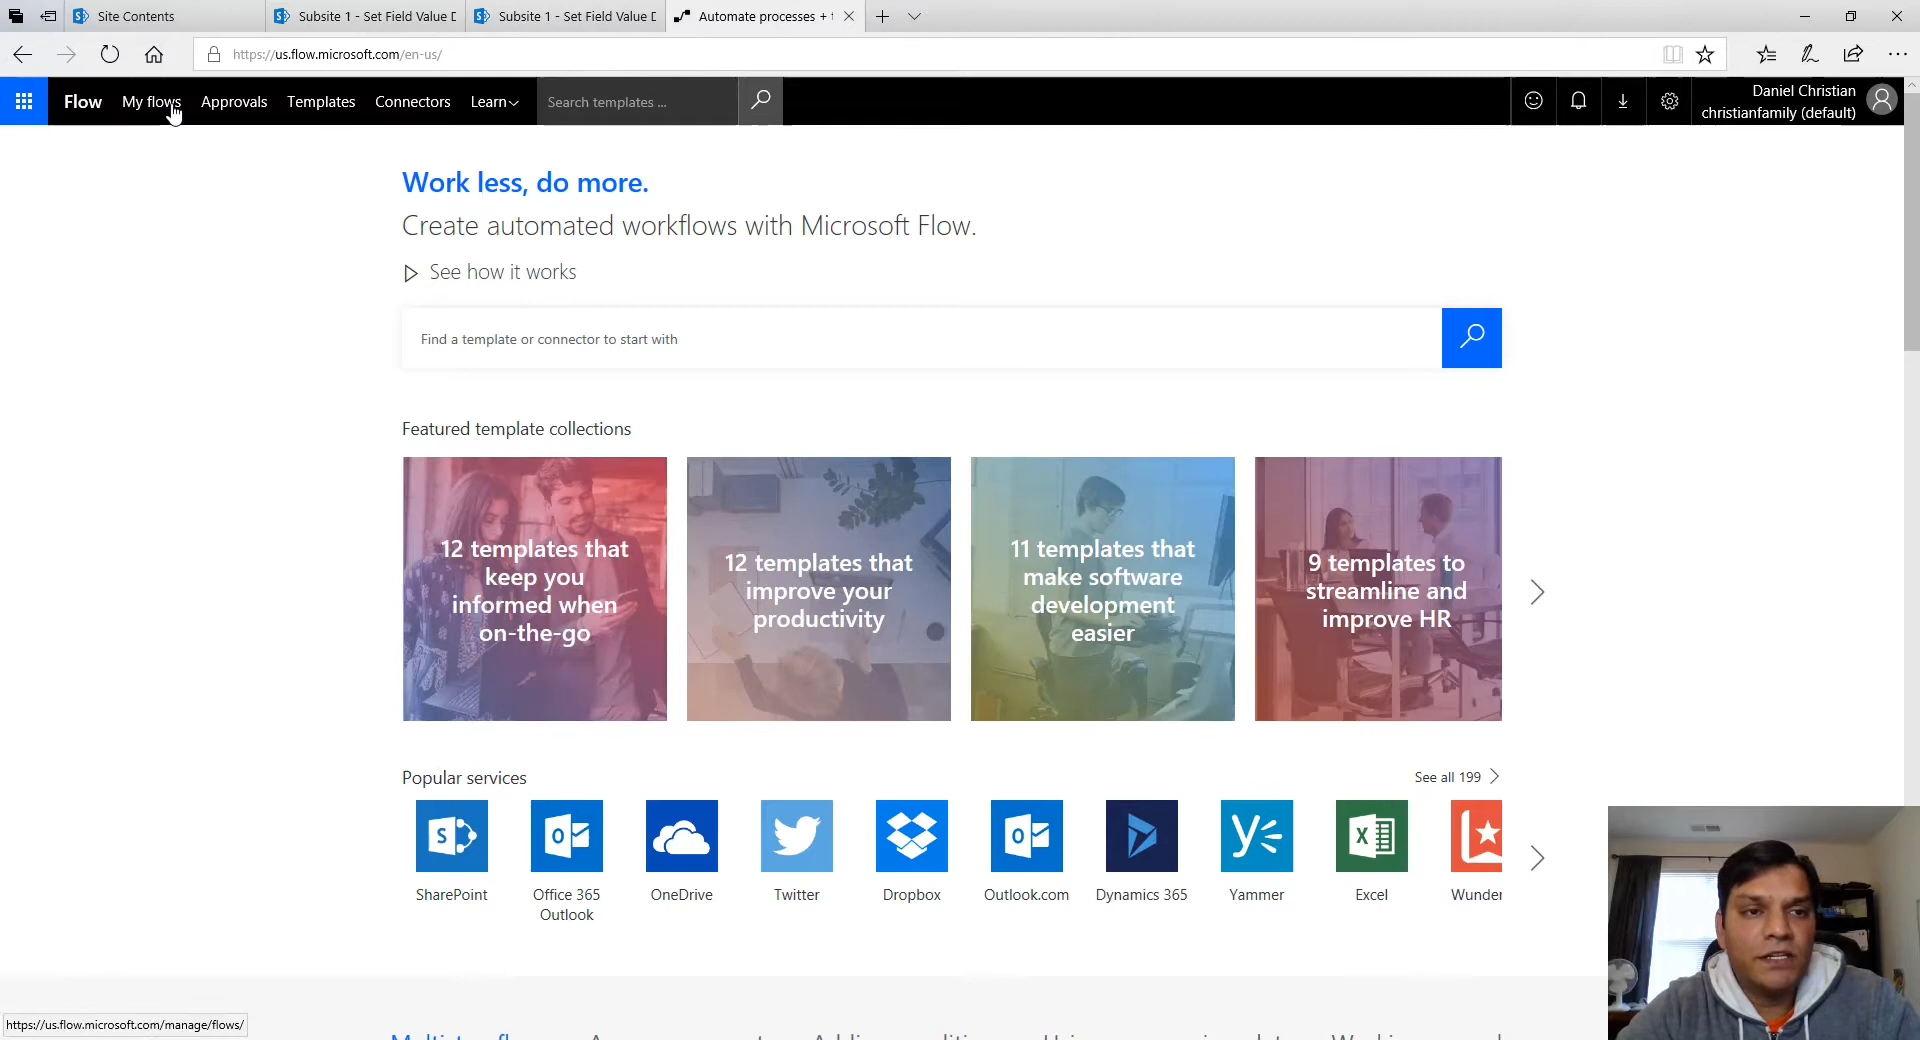 Site Contents
Subsite 1 - Set Field Value D
Subsite 1 - Set Field Value D
Automate processes + t
https://us.flow.microsoft.com/en-us/
Flow
My flows
Approvals
Templates
Connectors
Learn
Search templates ...
Daniel Christian
christianfamily (default)
Work less, do more.
Create automated workflows with Microsoft Flow.
See how it works
Find a template or connector to start with
Featured template collections
12 templates that
keep you
informed when
on-the-go
12 templates that
improve your
productivity
11 templates that
make software
development
easier
9 templates to
streamline and
improve HR
Popular services
See all 199
SharePoint
Office 365
Outlook
OneDrive
Twitter
Dropbox
Outlook.com
Dynamics 365
Yammer
Excel
Wunder
https://us.flow.microsoft.com/manage/flows/